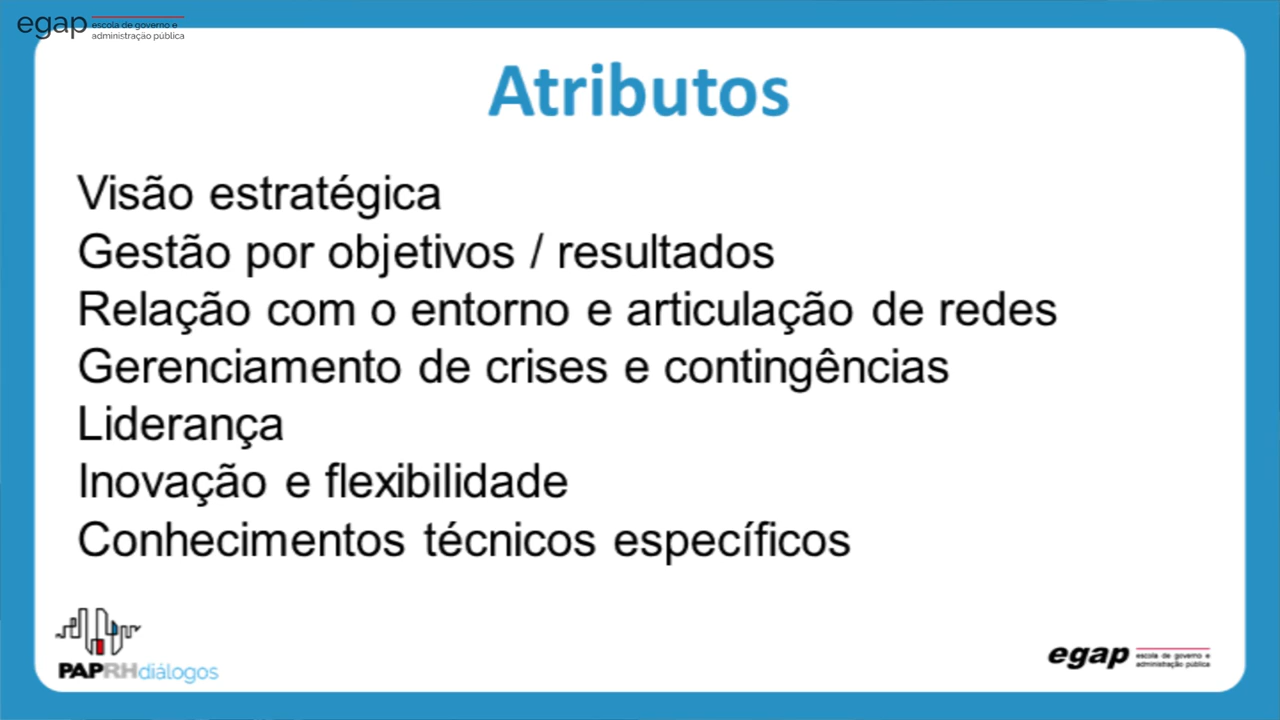 egap escola de governo e
administração pública
Atributos
Visão estratégica
Gestão por objetivos / resultados
Relação com o entorno e articulação de redes
Gerenciamento de crises e contingências
Liderança
Inovação e flexibilidade
Conhecimentos técnicos específicos
PAPRHdiálogos
egap escola de governo e
administração pública